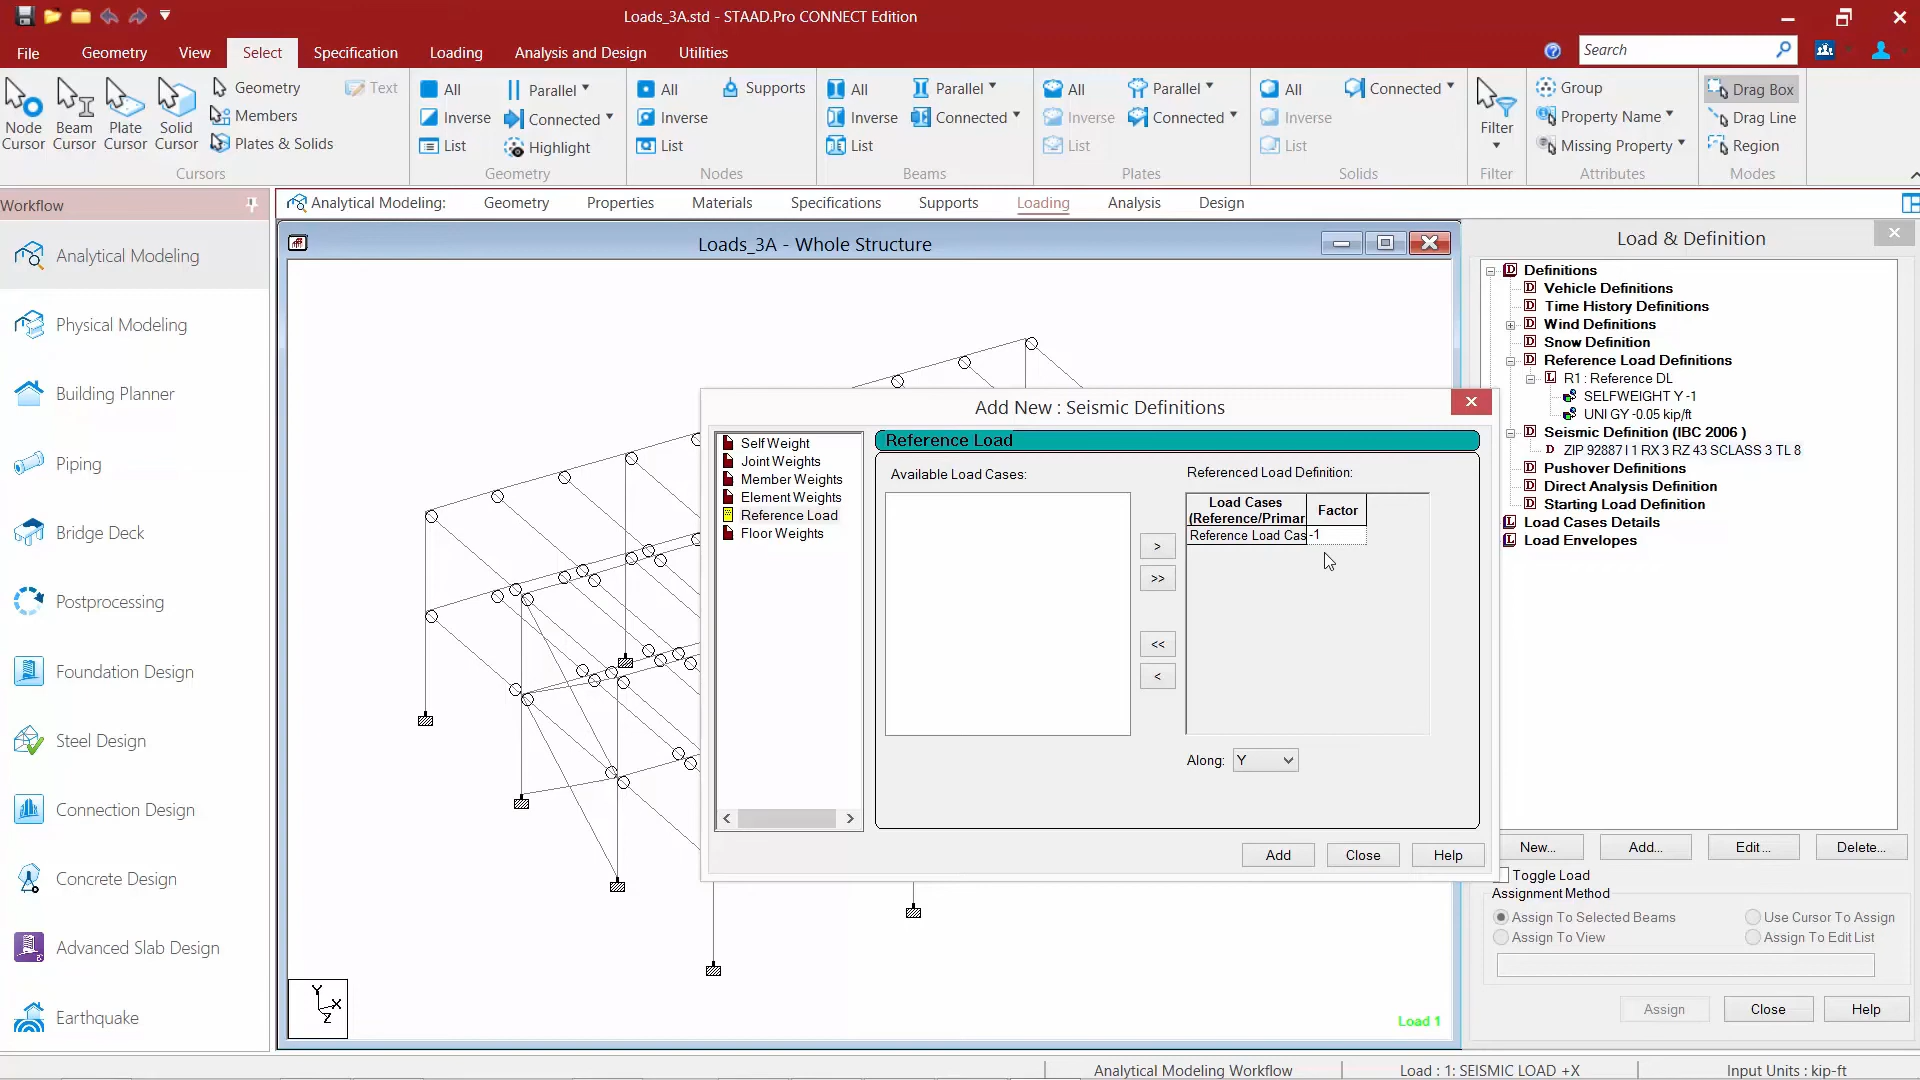 Loads_3A.std - STAAD.Pro CONNECT Edition
File
Geometry
View
Select
Specification
Loading
Analysis and Design
Utilities
Search
Node Cursor
Beam Cursor
Plate Cursor
Solid Cursor
Geometry
Members
Plates & Solids
Text
Cursors
All
Inverse
List
Parallel
Connected
Highlight
Geometry
All
Inverse
List
Supports
Nodes
All
Inverse
List
Parallel
Connected
Beams
All
Inverse
List
Parallel
Connected
Plates
All
Inverse
List
Connected
Solids
Filter
Filter
Group
Property Name
Missing Property
Attributes
Drag Box
Drag Line
Region
Modes
Workflow
Analytical Modeling
Physical Modeling
Building Planner
Piping
Bridge Deck
Postprocessing
Foundation Design
Steel Design
Connection Design
Concrete Design
Advanced Slab Design
Earthquake
Analytical Modeling:
Geometry
Properties
Materials
Specifications
Supports
Loading
Analysis
Design
Loads_3A - Whole Structure
Y
X
Z
Load 1
Add New : Seismic Definitions
Self Weight
Joint Weights
Member Weights
Element Weights
Reference Load
Floor Weights
Reference Load
Available Load Cases:
>
>>
<<
<
Referenced Load Definition:
Load Cases (Reference/Primar
Factor
Reference Load Cas
-1
Along:
Y
Add
Close
Help
Load & Definition
Definitions
Vehicle Definitions
Time History Definitions
Wind Definitions
Snow Definition
Reference Load Definitions
R1 : Reference DL
SELFWEIGHT Y -1
UNI GY -0.05 kip/ft
Seismic Definition (IBC 2006 )
ZIP 92887 I 1 RX 3 RZ 43 SCLASS 3 TL 8
Pushover Definitions
Direct Analysis Definition
Starting Load Definition
Load Cases Details
Load Envelopes
New...
Add...
Edit ...
Delete...
Toggle Load
Assignment Method
Assign To Selected Beams
Use Cursor To Assign
Assign To View
Assign To Edit List
Assign
Close
Help
Analytical Modeling Workflow
Load : 1: SEISMIC LOAD +X
Input Units : kip-ft